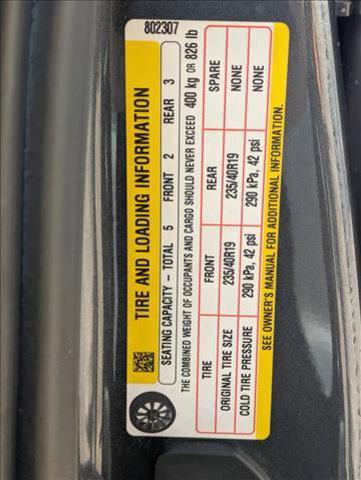 802307
TIRE AND LOADING INFORMATION
SEATING CAPACITY - TOTAL 5 FRONT 2 REAR 3
THE COMBINED WEIGHT OF OCCUPANTS AND CARGO SHOULD NEVER EXCEED 400 kg OR 826 lb
TIRE FRONT REAR SPARE
ORIGINAL TIRE SIZE 235/40R19 235/40R19 NONE
COLD TIRE PRESSURE 290 kPa, 42 psi 290 kPa, 42 psi NONE
SEE OWNER'S MANUAL FOR ADDITIONAL INFORMATION.